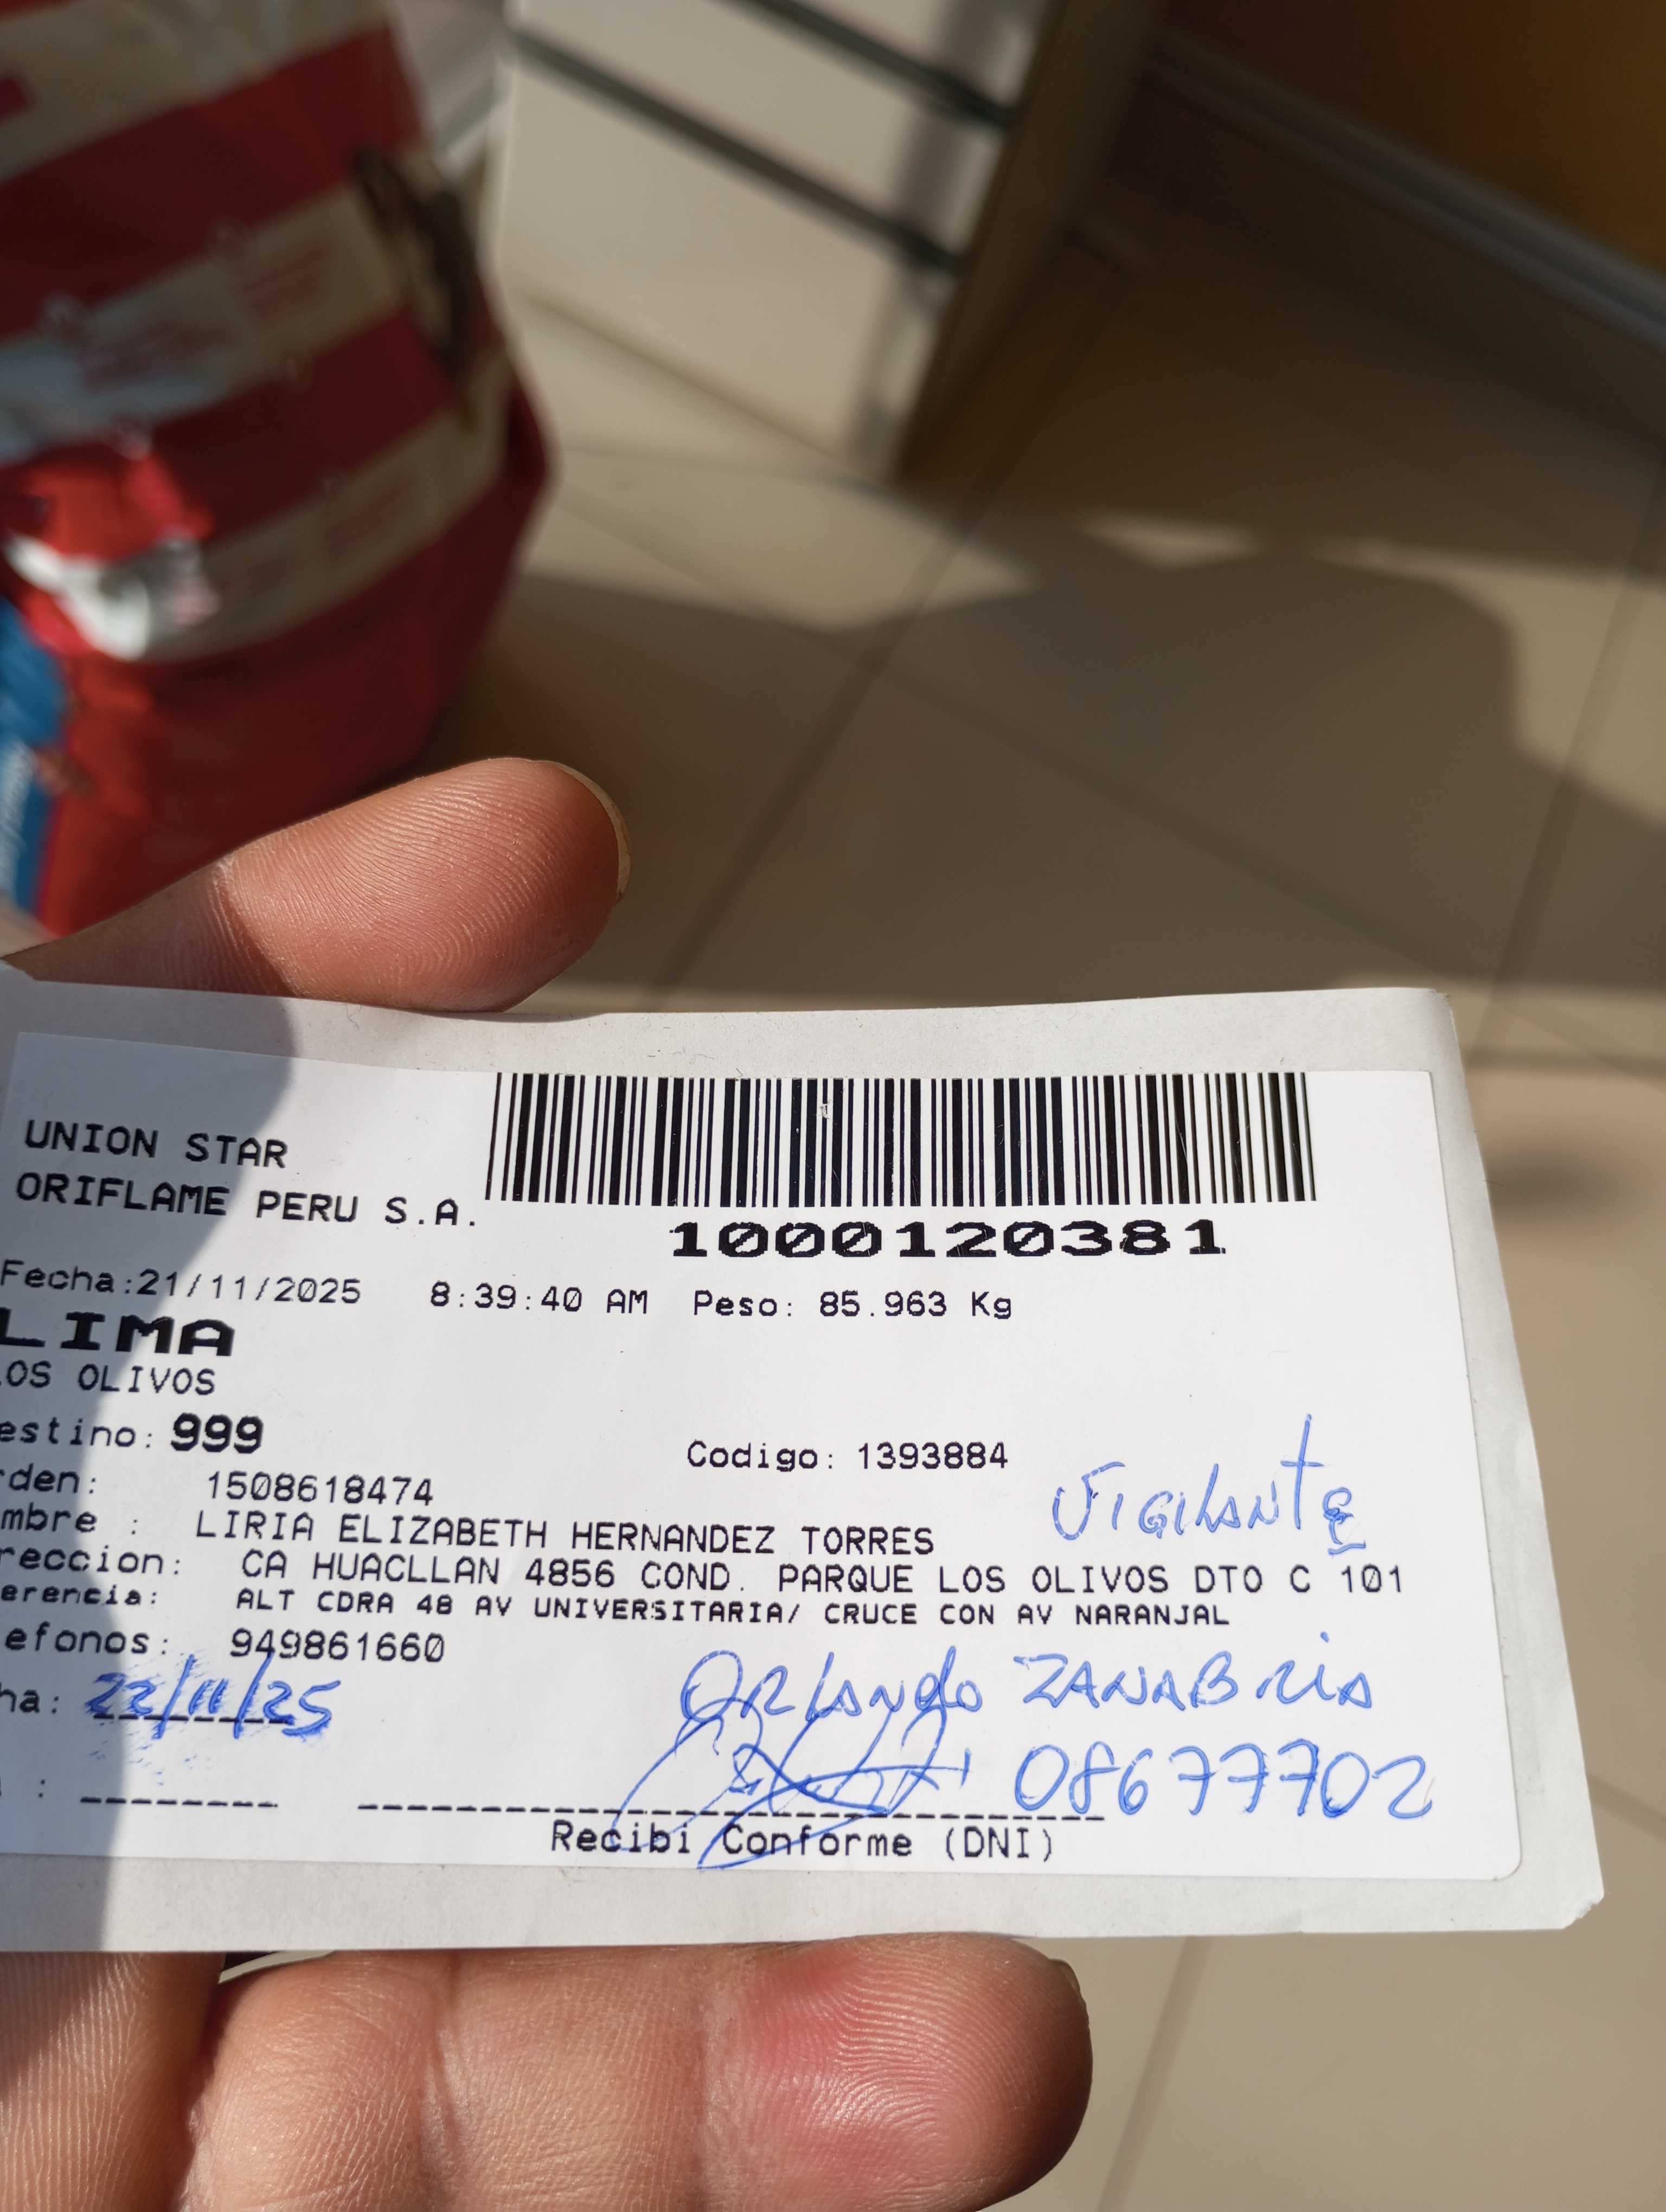 UNION STAR
ORIFLAME PERU S.A.
1000120381
Fecha:21/11/2025 8:39:40 AM Peso: 85.963 Kg
LIMA
LOS OLIVOS
estino: 999
Codigo: 1393884
rden: 1508618474
Vigilante
mbre : LIRIA ELIZABETH HERNANDEZ TORRES
reccion: CA HUACLLAN 4856 COND. PARQUE LOS OLIVOS DTO C 101
erencia: ALT CDRA 48 AV UNIVERSITARIA/ CRUCE CON AV NARANJAL
efonos: 949861660
ha: 22/11/25
ORLANdo ZANABRIA
08677702
Recibi Conforme (DNI)